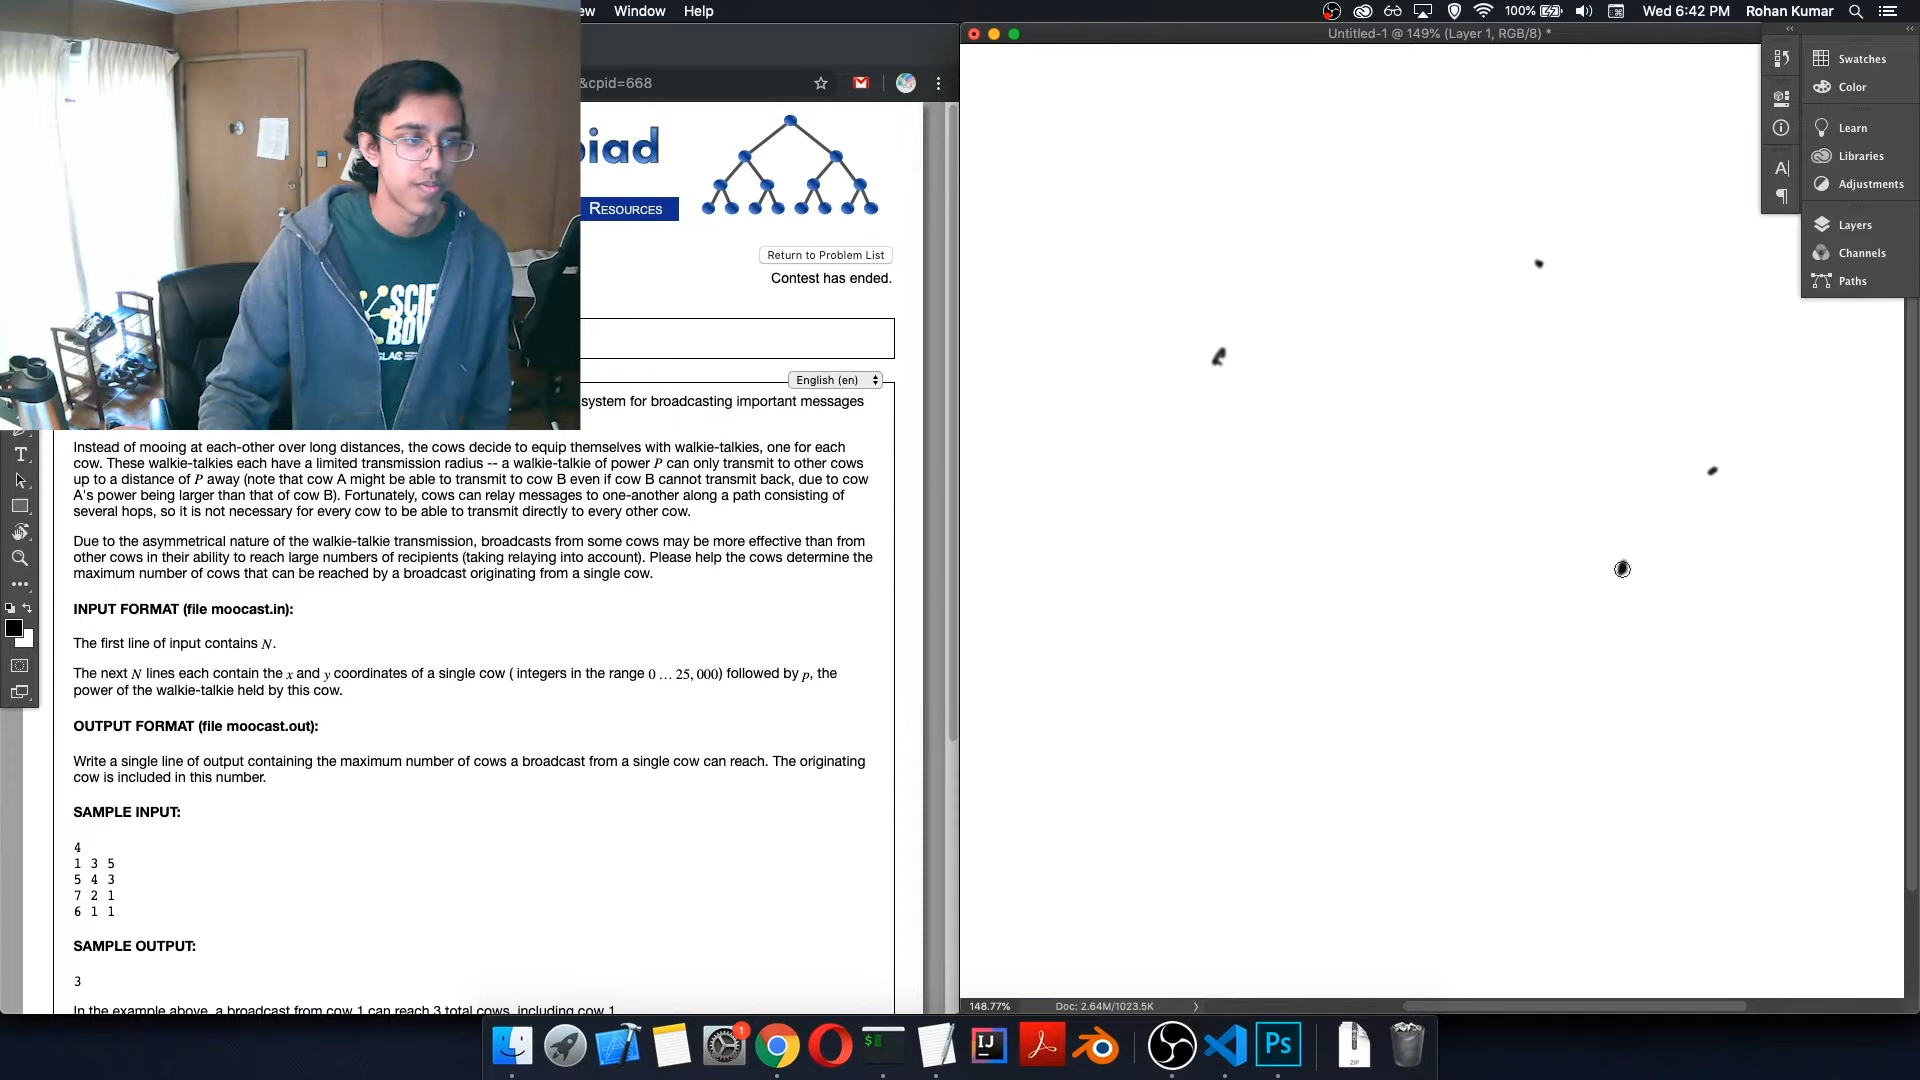 ew Window Help 100% Wed 6:42 PM Rohan Kumar
Untitled-1 @ 149% (Layer 1, RGB/8) *
&cpid=668
iad
RESOURCES
Return to Problem List
Contest has ended.
English (en)
system for broadcasting important messages
Instead of mooing at each-other over long distances, the cows decide to equip themselves with walkie-talkies, one for each
cow. These walkie-talkies each have a limited transmission radius -- a walkie-talkie of power P can only transmit to other cows
up to a distance of P away (note that cow A might be able to transmit to cow B even if cow B cannot transmit back, due to cow
A's power being larger than that of cow B). Fortunately, cows can relay messages to one-another along a path consisting of
several hops, so it is not necessary for every cow to be able to transmit directly to every other cow.
Due to the asymmetrical nature of the walkie-talkie transmission, broadcasts from some cows may be more effective than from
other cows in their ability to reach large numbers of recipients (taking relaying into account). Please help the cows determine the
maximum number of cows that can be reached by a broadcast originating from a single cow.
INPUT FORMAT (file moocast.in):
The first line of input contains N.
The next N lines each contain the x and y coordinates of a single cow ( integers in the range 0 … 25, 000) followed by p, the
power of the walkie-talkie held by this cow.
OUTPUT FORMAT (file moocast.out):
Write a single line of output containing the maximum number of cows a broadcast from a single cow can reach. The originating
cow is included in this number.
SAMPLE INPUT:
4
1 3 5
5 4 3
7 2 1
6 1 1
SAMPLE OUTPUT:
3
In the example above, a broadcast from cow 1 can reach 3 total cows, including cow 1.
SCIE
BOW
SLAC
Swatches
Color
Learn
Libraries
Adjustments
Layers
Channels
Paths
148.77% Doc: 2.64M/1023.5K
1
IJ
Ps
ZIP